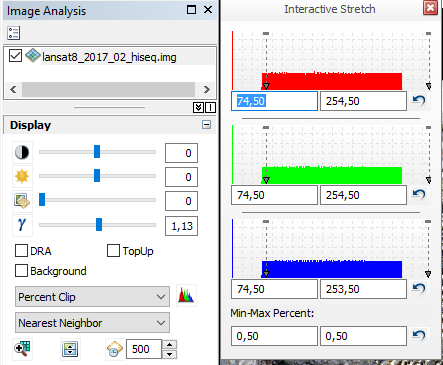 Image Analysis
lansat8_2017_02_hiseq.img
Display
0
0
0
γ 1,13
DRA TopUp
Background
Percent Clip
Nearest Neighbor
500
Interactive Stretch
74,50 254,50
74,50 254,50
74,50 253,50
Min-Max Percent:
0,50 0,50